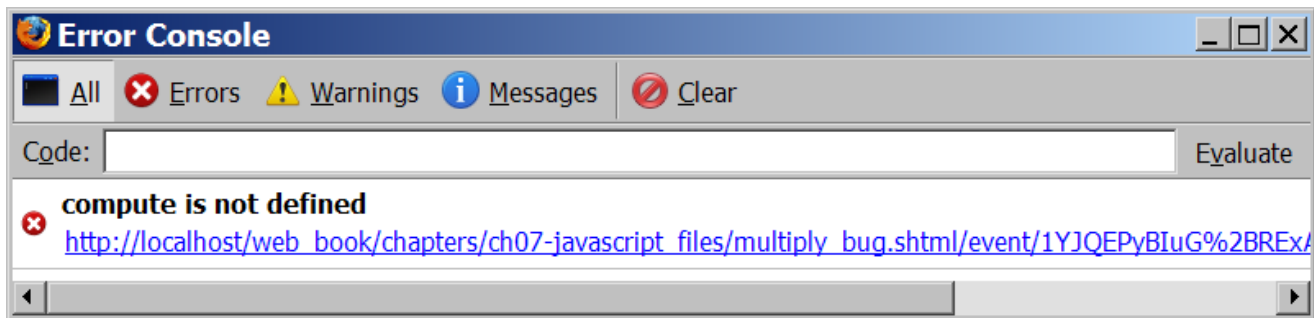 Error Console
All Errors Warnings Messages Clear
Code: Evaluate
compute is not defined
http://localhost/web_book/chapters/ch07-javascript_files/multiply_bug.shtml/event/1YJQEPyBIuG%2BRExA